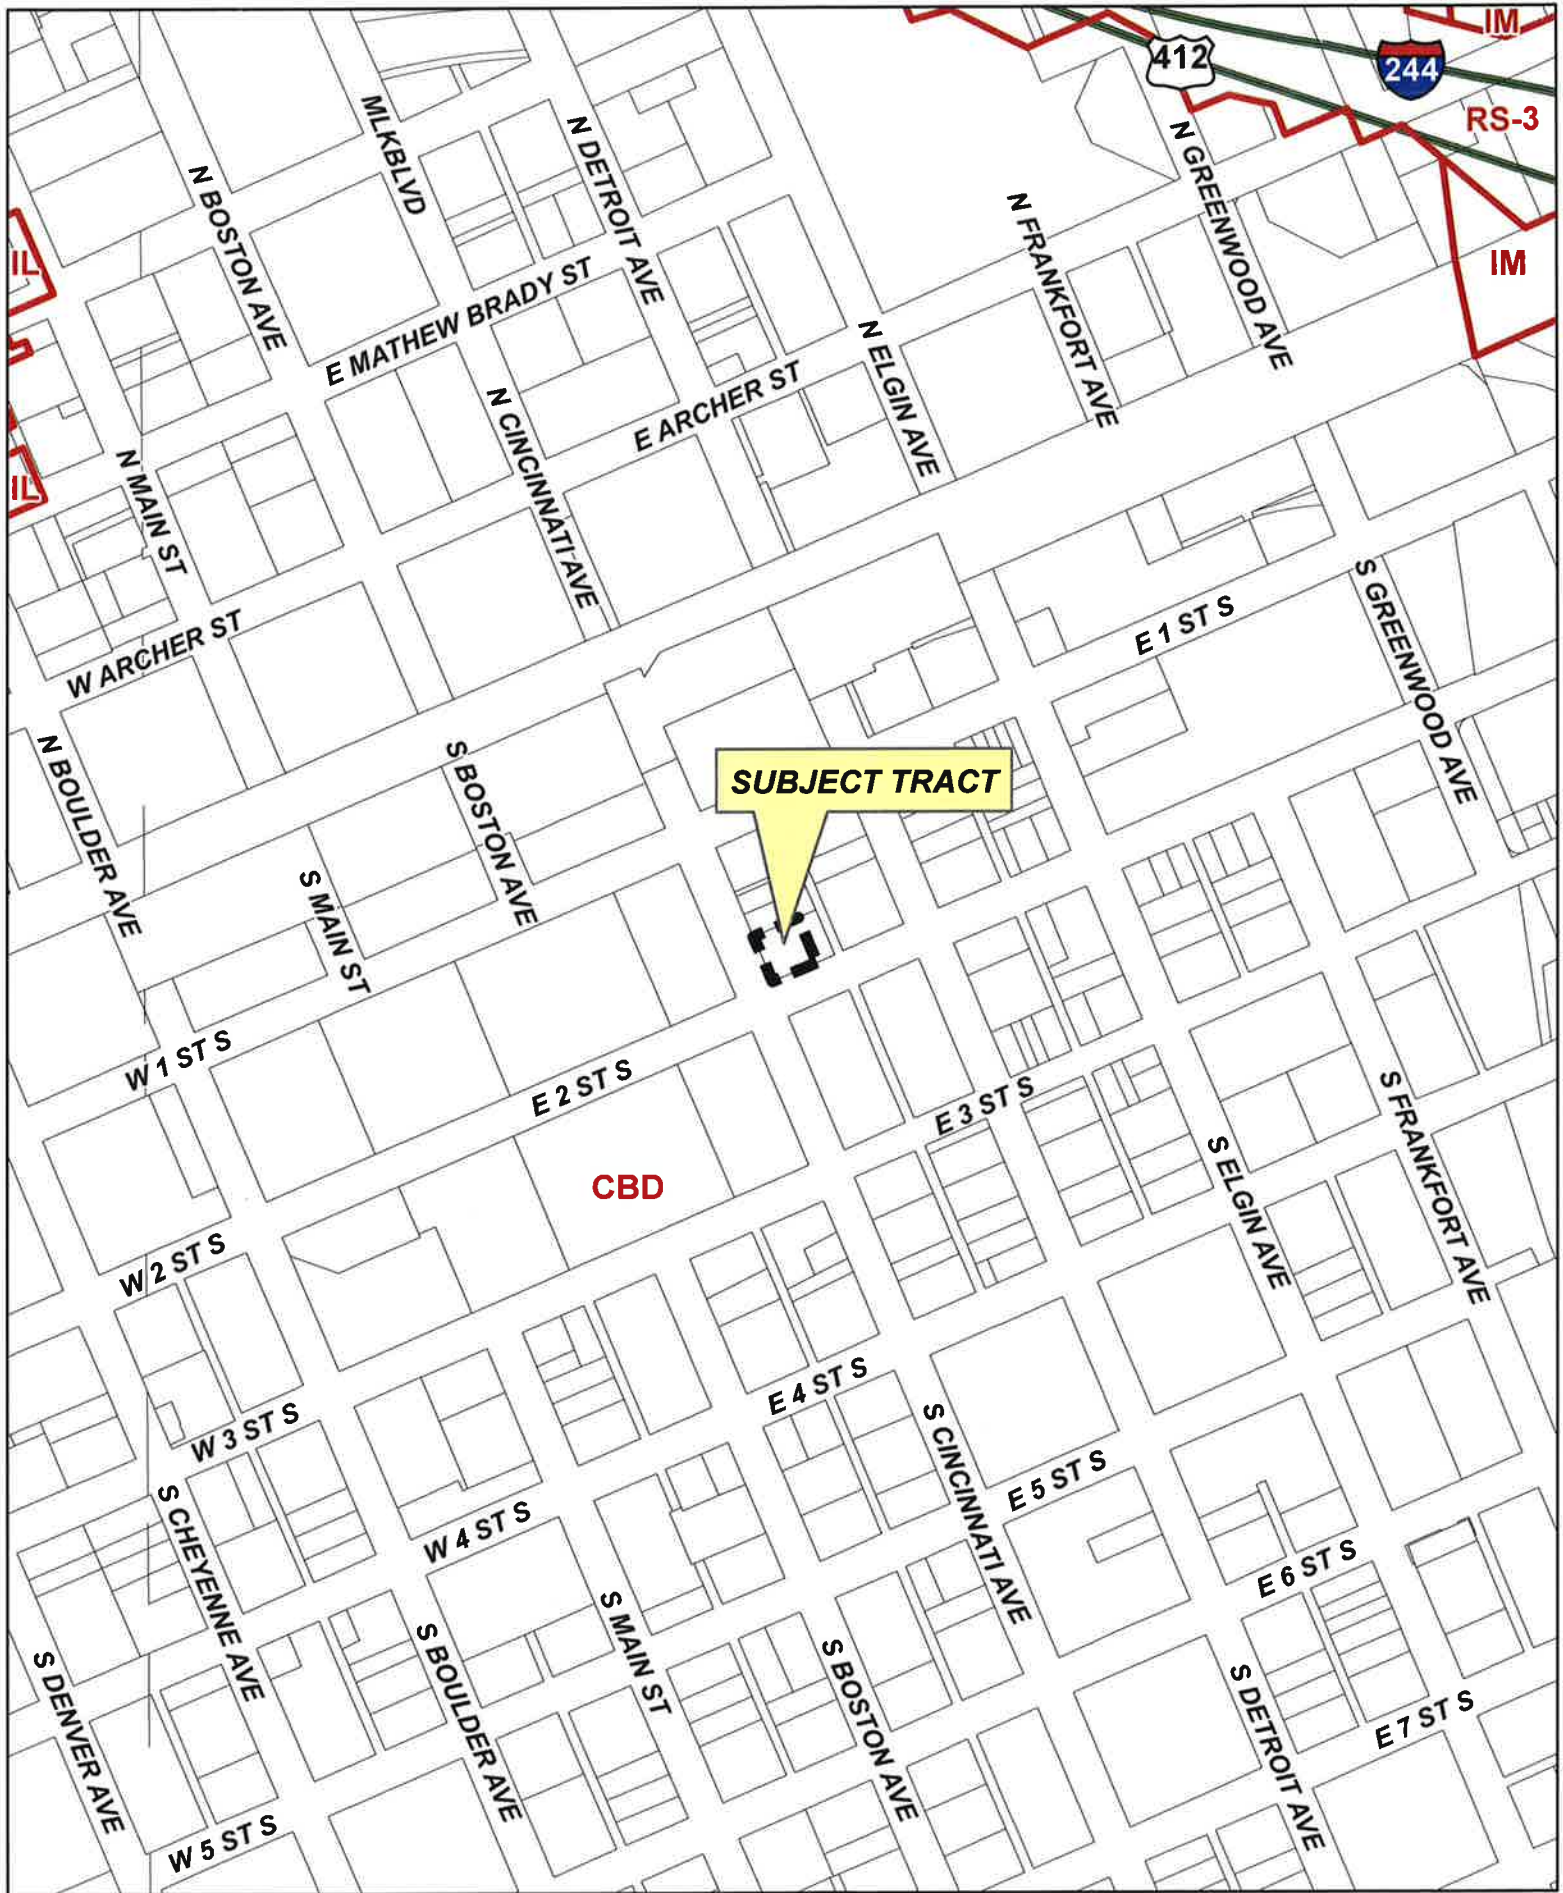 IM
412
244
RS-3
MLKBLVD
N DETROIT AVE
N GREENWOOD AVE
N BOSTON AVE
N FRANKFORT AVE
IL
IM
E MATHEW BRADY ST
N ELGIN AVE
E ARCHER ST
N CINCINNATI AVE
N MAIN ST
IL
S GREENWOOD AVE
E 1 ST S
W ARCHER ST
N BOULDER AVE
S BOSTON AVE
SUBJECT TRACT
S MAIN ST
W 1 ST S
E 2 ST S
E 3 ST S
S FRANKFORT AVE
S ELGIN AVE
CBD
W 2 ST S
E 4 ST S
W 3 ST S
S CINCINNATI AVE
E 5 ST S
S CHEYENNE AVE
W 4 ST S
E 6 ST S
S MAIN ST
S BOULDER AVE
S BOSTON AVE
S DENVER AVE
S DETROIT AVE
E 7 ST S
W 5 ST S